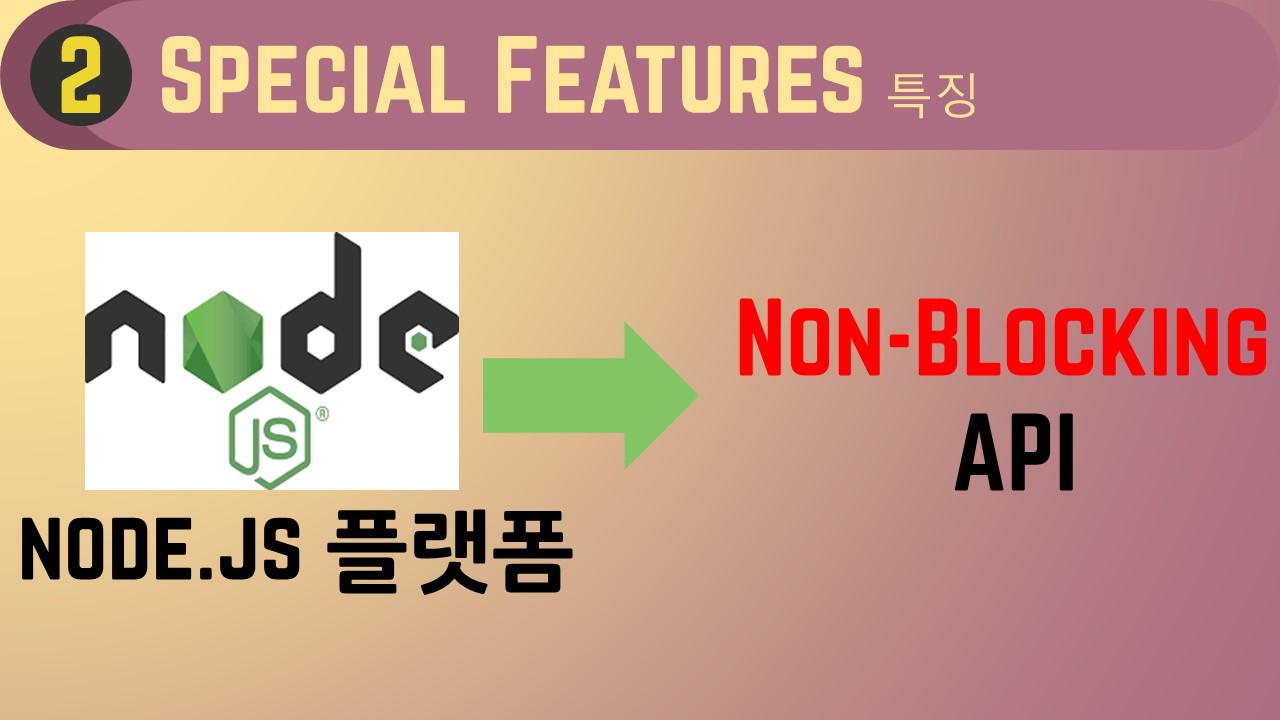 2 SPECIAL FEATURES 특징
node
JS®
NODE.JS 플랫폼
NON-BLOCKING
API